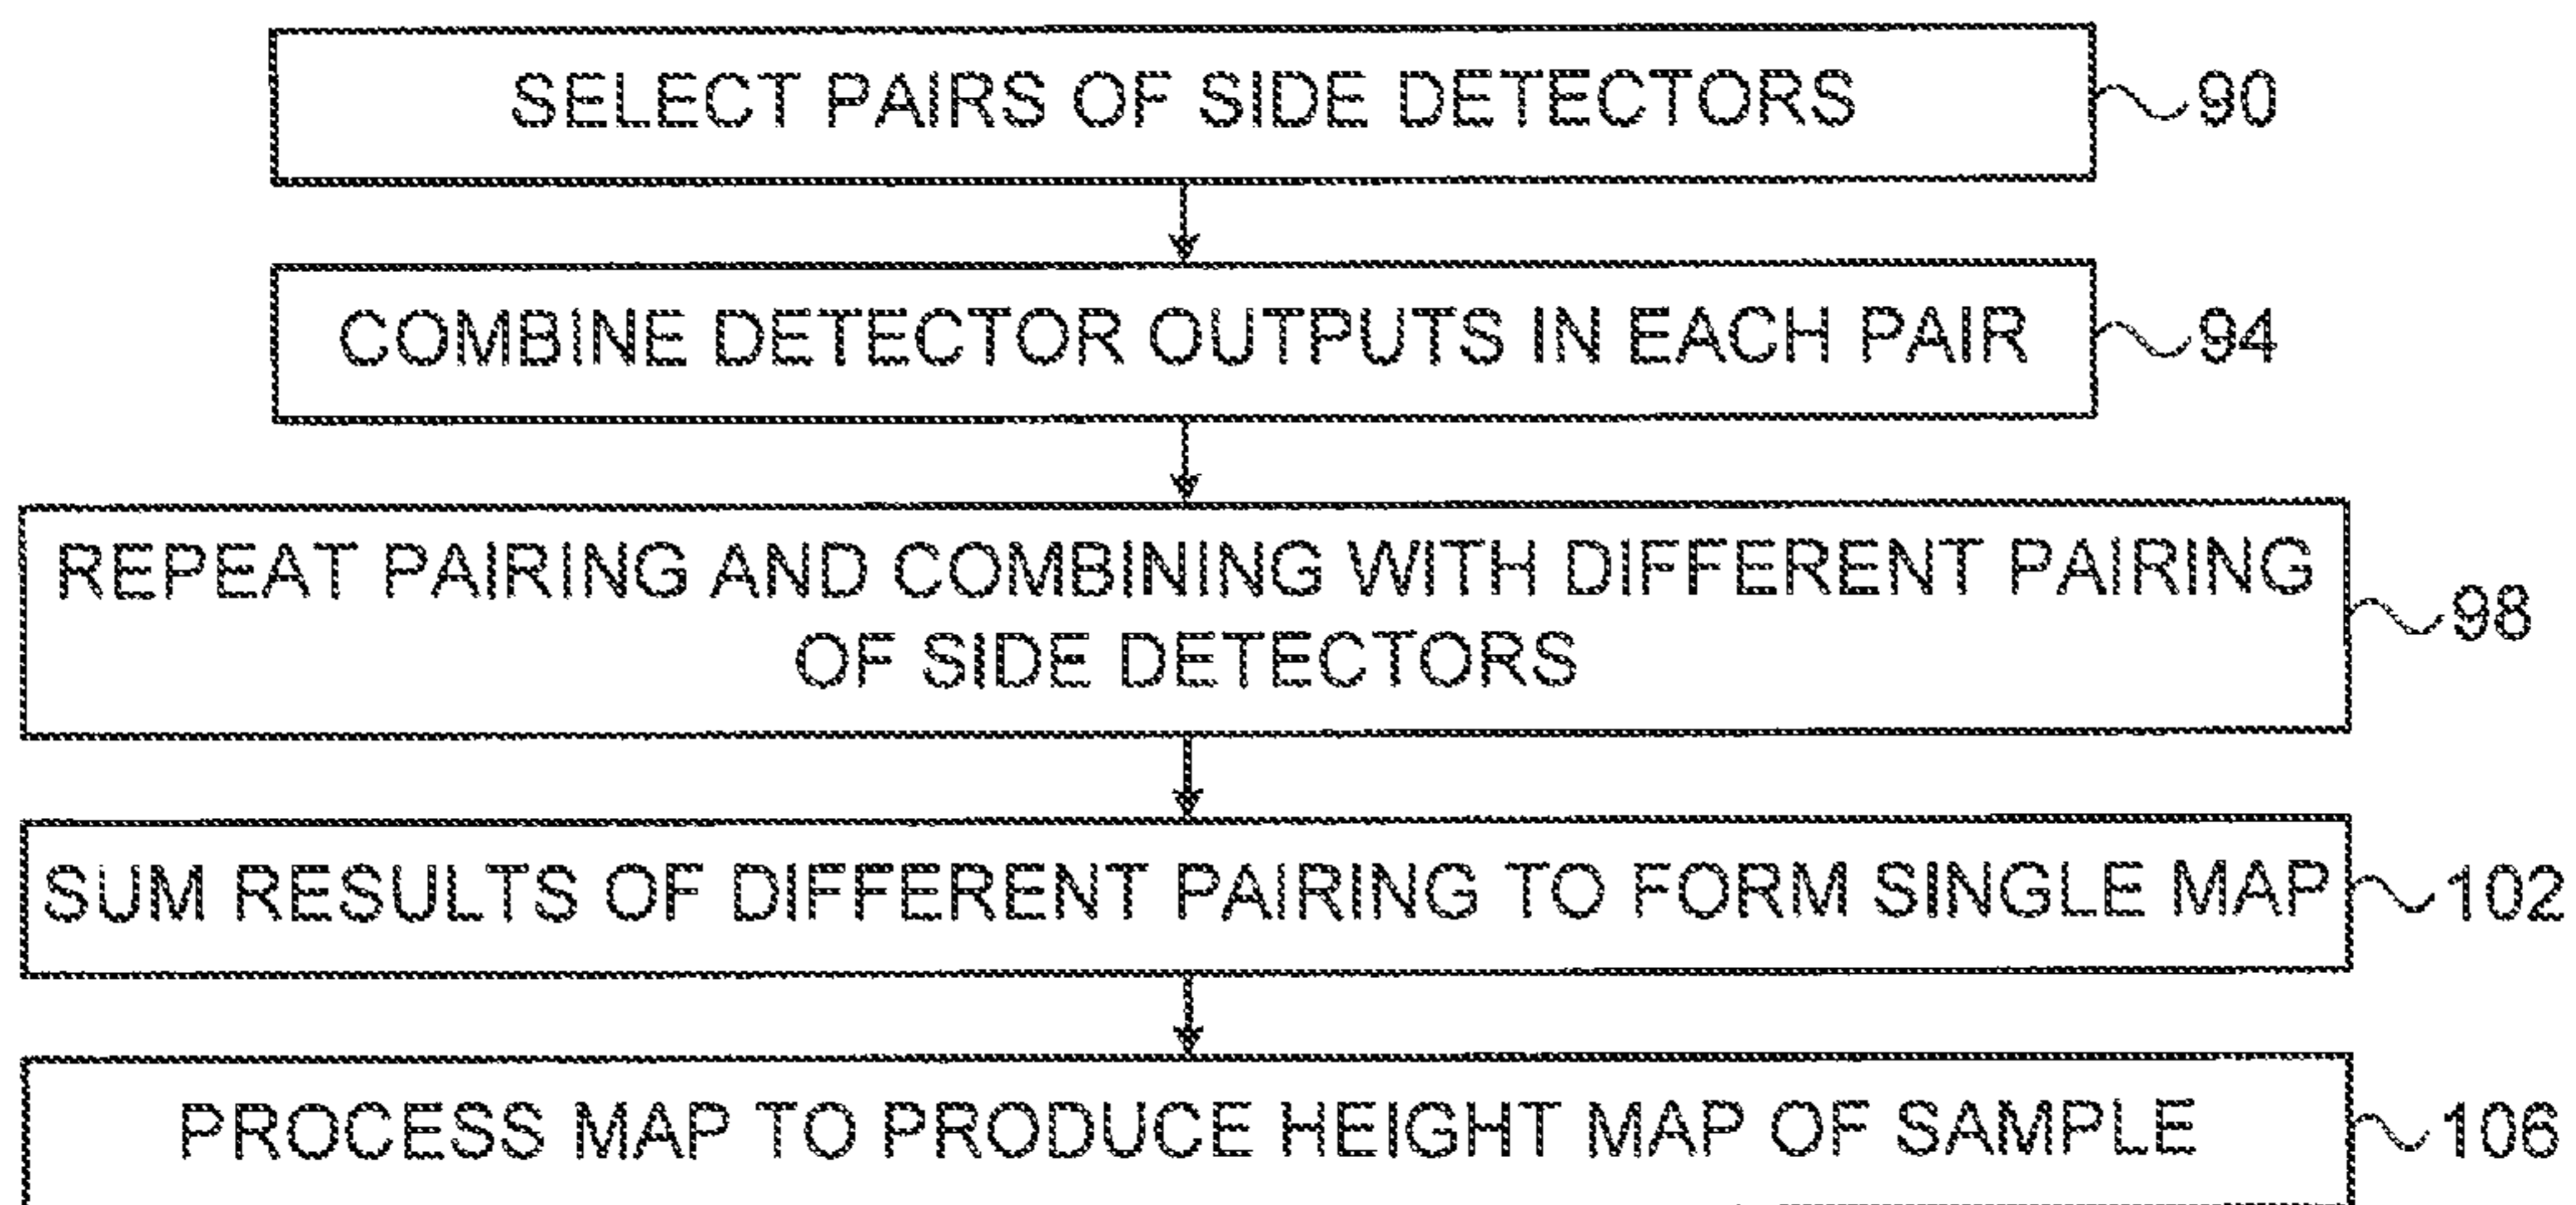 SELECT PAIRS OF SIDE DETECTORS
90
COMBINE DETECTOR OUTPUTS IN EACH PAIR
94
REPEAT PAIRING AND COMBINING WITH DIFFERENT PAIRING
OF SIDE DETECTORS
98
SUM RESULTS OF DIFFERENT PAIRING TO FORM SINGLE MAP
102
PROCESS MAP TO PRODUCE HEIGHT MAP OF SAMPLE
106